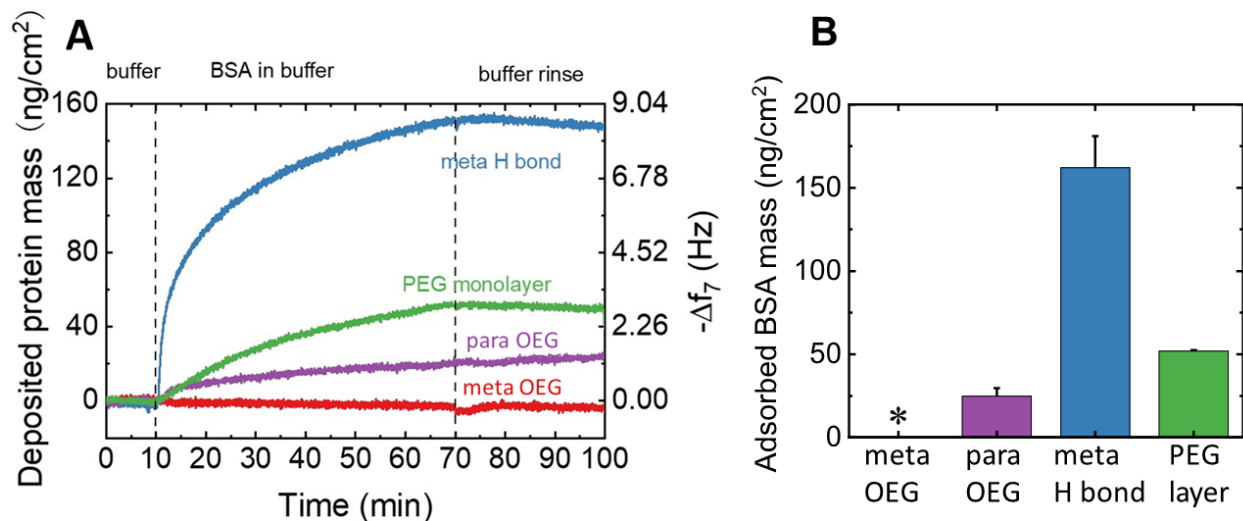 A
buffer
BSA in buffer
buffer rinse
Deposited protein mass (ng/cm²)
160
120
80
40
0
9.04
6.78
4.52
2.26
0.00
-Δf₇ (Hz)
meta H bond
PEG monolayer
para OEG
meta OEG
0 10 20 30 40 50 60 70 80 90 100
Time (min)
B
Adsorbed BSA mass (ng/cm²)
200
150
100
50
0
*
meta OEG
para OEG
meta H bond
PEG layer